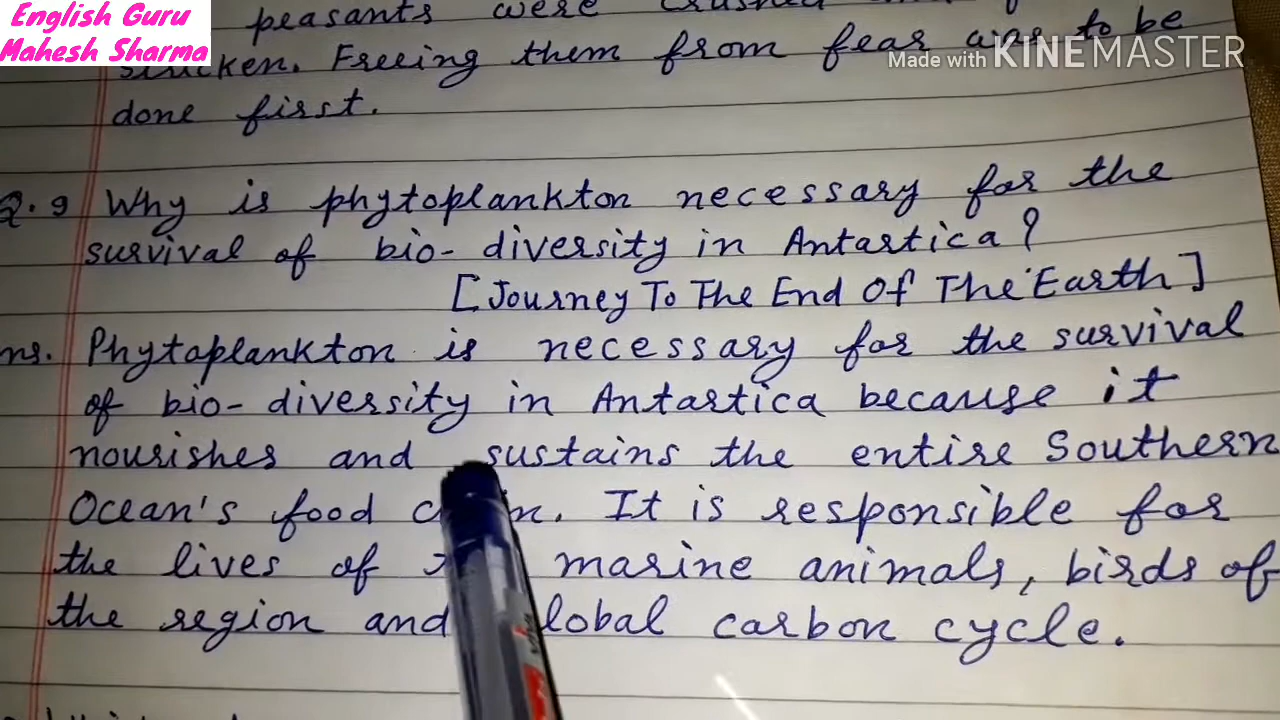 English Guru
Mahesh Sharma
Made with KINEMASTER
peasants were crushed and
Freeing them from fear was to be
done first.
Q.9 Why is phytoplankton necessary for the
survival of bio-diversity in Antartica?
[Journey To The End Of The Earth]
Phytoplankton is necessary for the survival
of bio-diversity in Antartica because it
nourishes and sustains the entire Southern
Ocean's food
It is responsible for
the lives of marine animals, birds of
the region and carbon cycle.